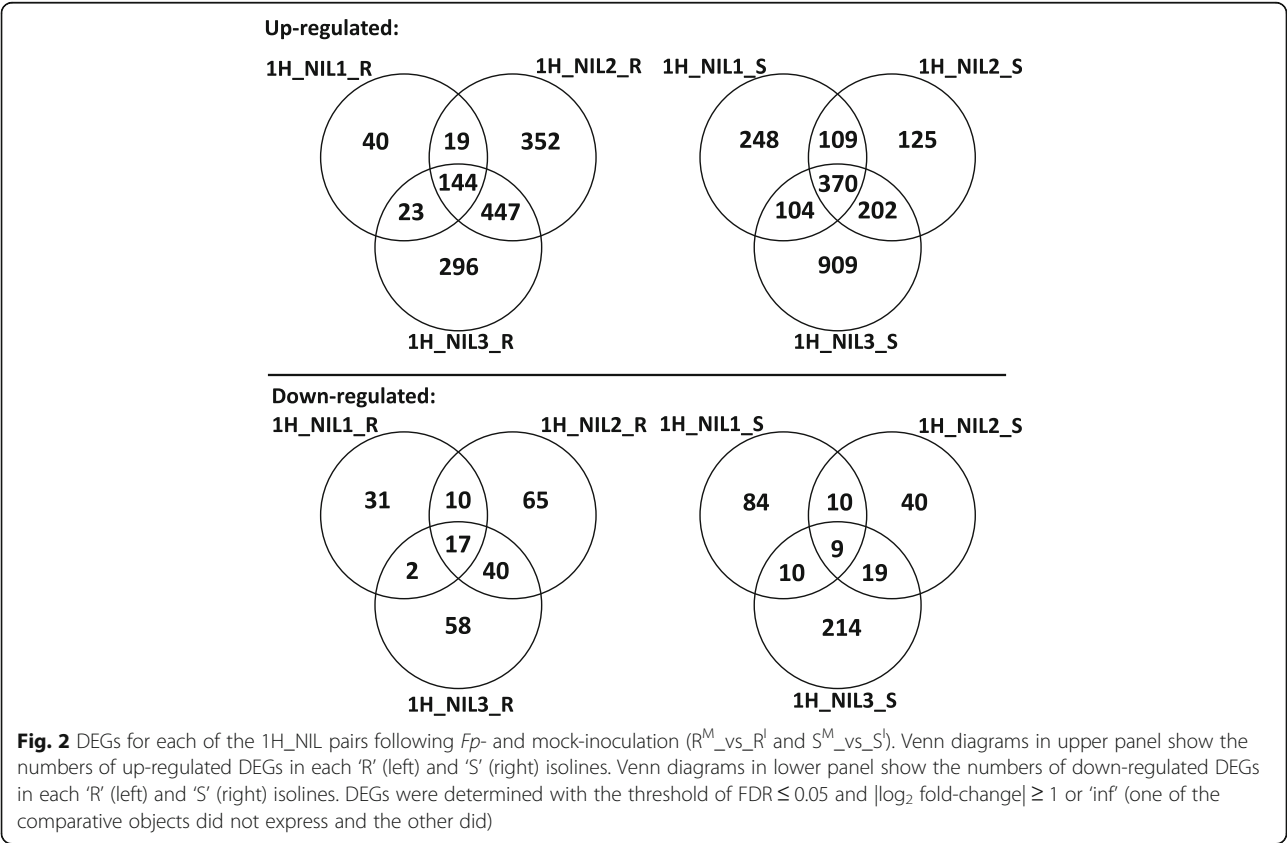 Up-regulated:
1H_NIL1_R
1H_NIL2_R
1H_NIL1_S
1H_NIL2_S
40
19
352
248
109
125
144
370
23
447
104
202
296
909
1H_NIL3_R
1H_NIL3_S
Down-regulated:
1H_NIL1_R
1H_NIL2_R
1H_NIL1_S
1H_NIL2_S
31
10
65
84
10
40
17
9
2
40
10
19
58
214
1H_NIL3_R
1H_NIL3_S
Fig. 2 DEGs for each of the 1H_NIL pairs following Fp- and mock-inoculation (R^M_vs_R^I and S^M_vs_S^I). Venn diagrams in upper panel show the
numbers of up-regulated DEGs in each ‘R’ (left) and ‘S’ (right) isolines. Venn diagrams in lower panel show the numbers of down-regulated DEGs
in each ‘R’ (left) and ‘S’ (right) isolines. DEGs were determined with the threshold of FDR ≤ 0.05 and |log₂ fold-change| ≥ 1 or ‘inf’ (one of the
comparative objects did not express and the other did)